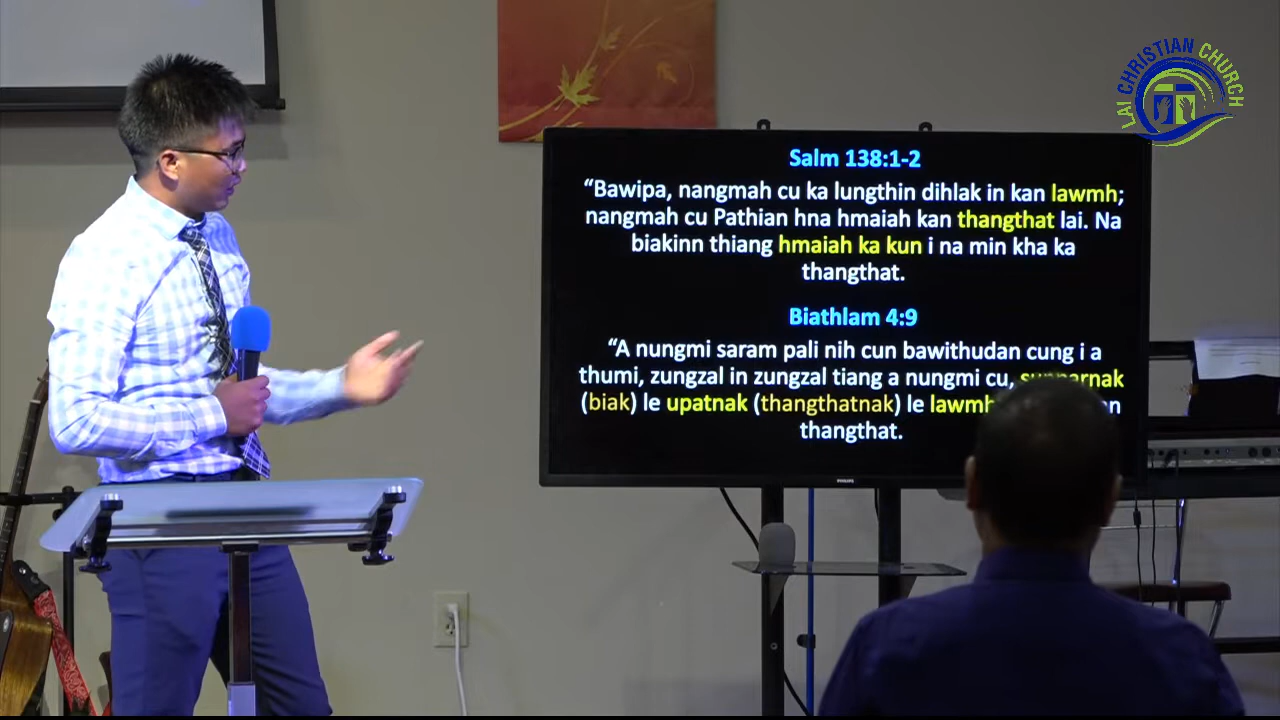 LAI CHRISTIAN CHURCH
Salm 138:1-2
“Bawipa, nangmah cu ka lungthin dihlak in kan lawmh;
nangmah cu Pathian hna hmaiah kan thangthat lai. Na
biakinn thiang hmaiah ka kun i na min kha ka
thangthat.
Biathlam 4:9
“A nungmi saram pali nih cun bawithudan cung i a
thumi, zungzal in zungzal tiang a nungmi cu,
(biak) le upatnak (thangthatnak) le
thangthat.
PHILIPS